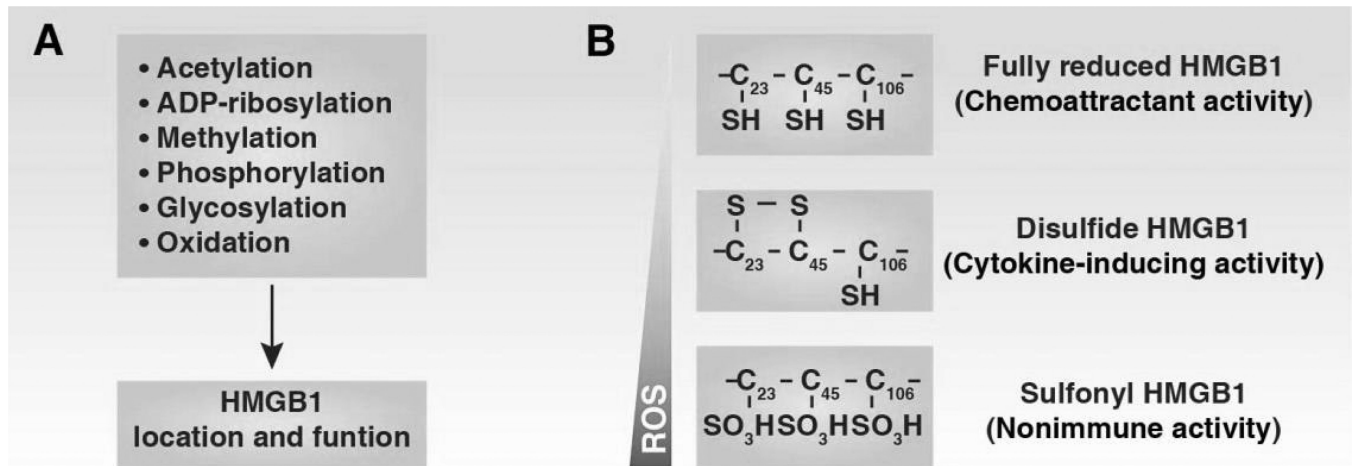 A
• Acetylation
• ADP-ribosylation
• Methylation
• Phosphorylation
• Glycosylation
• Oxidation
HMGB1
location and funtion
B
ROS
–C23 – C45 – C106–
SH SH SH
Fully reduced HMGB1
(Chemoattractant activity)
S – S
–C23 – C45 – C106–
SH
Disulfide HMGB1
(Cytokine-inducing activity)
–C23 – C45 – C106–
SO3HSO3HSO3H
Sulfonyl HMGB1
(Nonimmune activity)